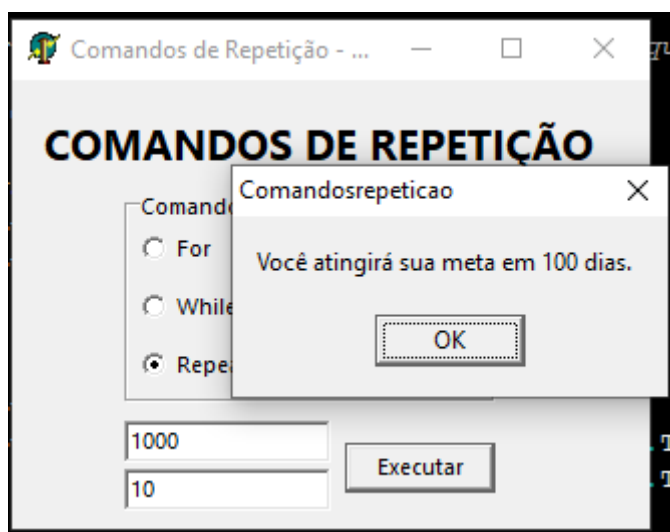 Comandos de Repetição - ...
COMANDOS DE REPETIÇÃO
Comandosrepeticao
For
Você atingirá sua meta em 100 dias.
While
OK
1000
Executar
10